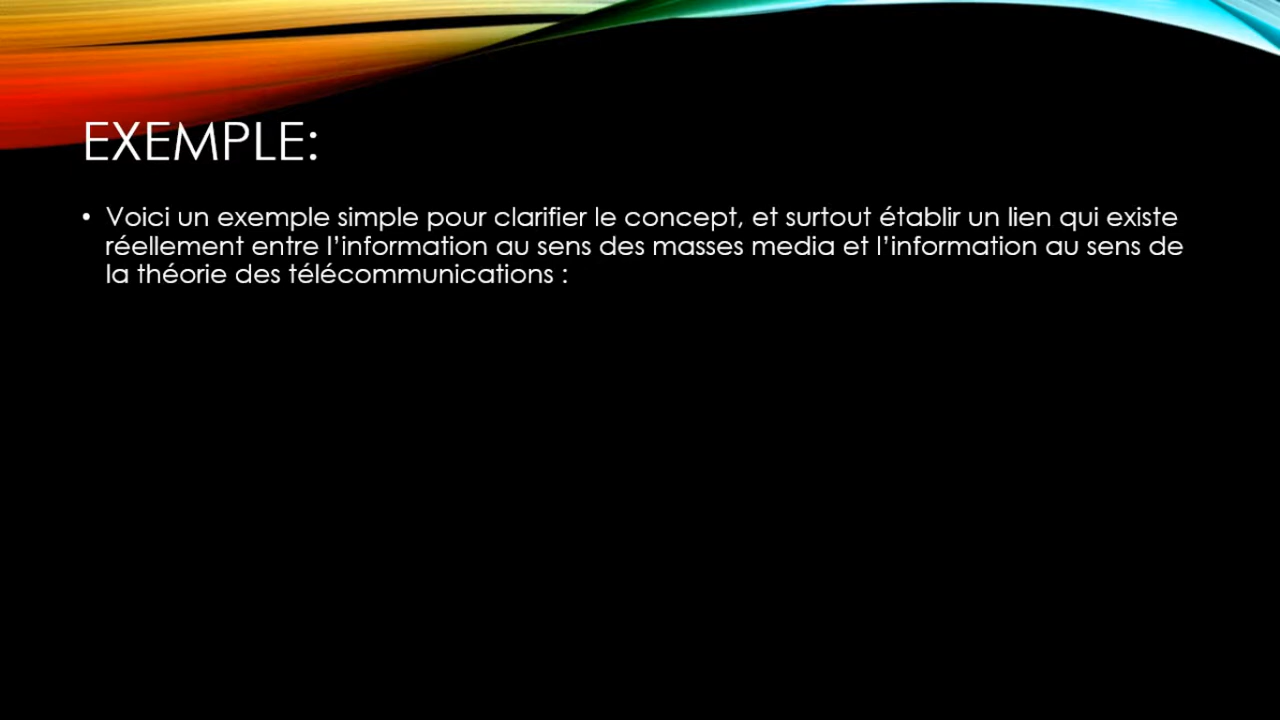 EXEMPLE:
• Voici un exemple simple pour clarifier le concept, et surtout établir un lien qui existe
réellement entre l’information au sens des masses media et l’information au sens de
la théorie des télécommunications :